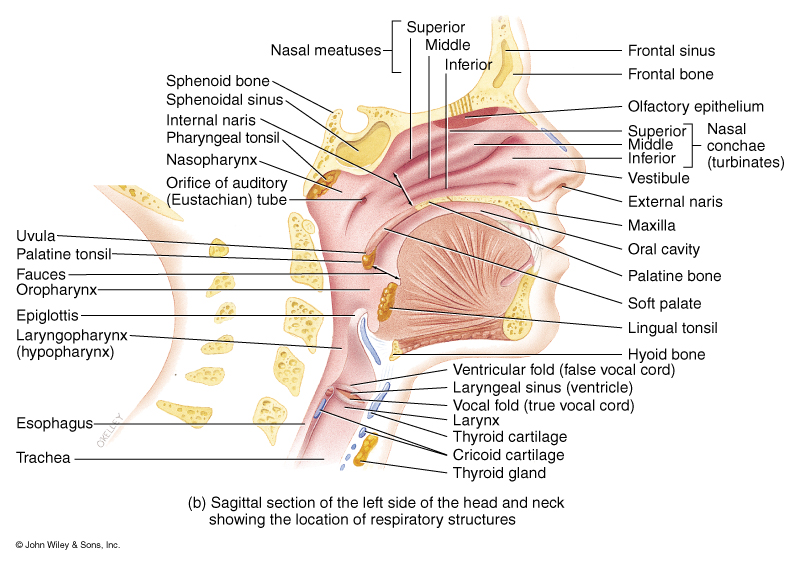 Superior
Nasal meatuses
Middle
Inferior
Sphenoid bone
Sphenoidal sinus
Internal naris
Pharyngeal tonsil
Nasopharynx
Orifice of auditory
(Eustachian) tube
Uvula
Palatine tonsil
Fauces
Oropharynx
Epiglottis
Laryngopharynx
(hypopharynx)
Esophagus
Trachea
Frontal sinus
Frontal bone
Olfactory epithelium
Superior
Middle
Inferior
Nasal
conchae
(turbinates)
Vestibule
External naris
Maxilla
Oral cavity
Palatine bone
Soft palate
Lingual tonsil
Hyoid bone
Ventricular fold (false vocal cord)
Laryngeal sinus (ventricle)
Vocal fold (true vocal cord)
Larynx
Thyroid cartilage
Cricoid cartilage
Thyroid gland
(b) Sagittal section of the left side of the head and neck
showing the location of respiratory structures
© John Wiley & Sons, Inc.